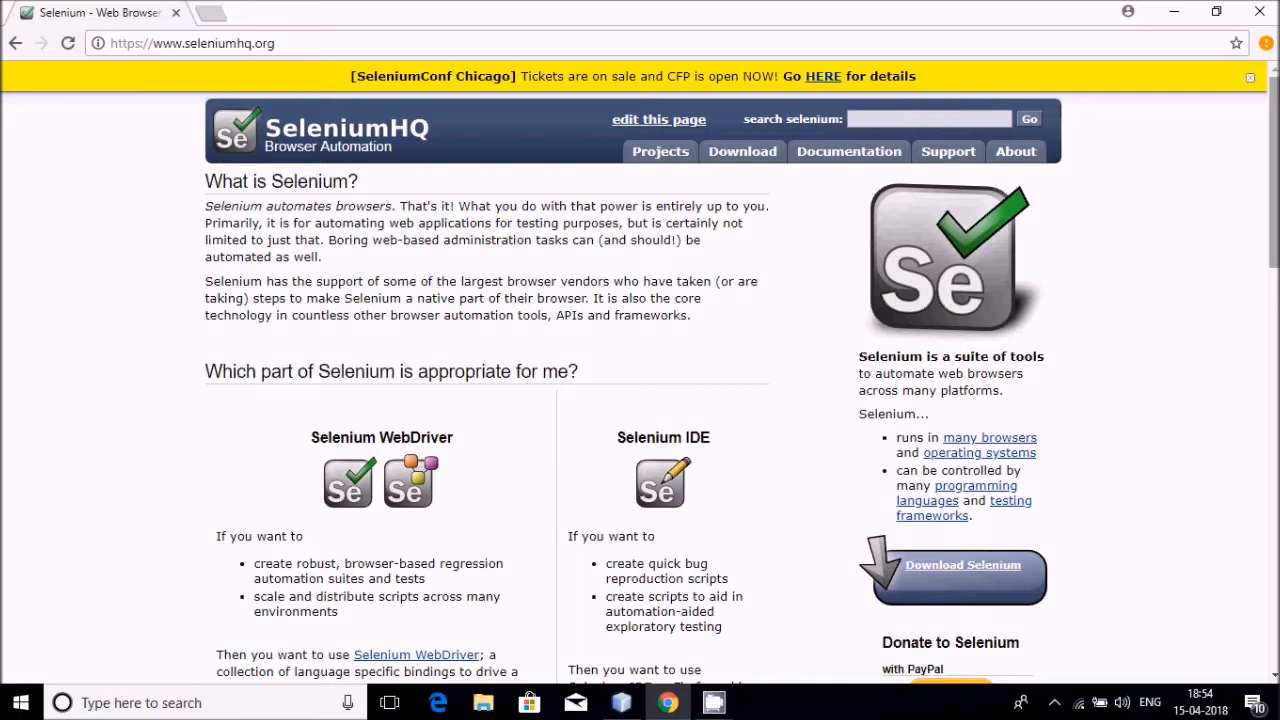 Selenium - Web Browser
https://www.seleniumhq.org
[SeleniumConf Chicago] Tickets are on sale and CFP is open NOW! Go HERE for details
Se
SeleniumHQ
Browser Automation
edit this page
search selenium:
Go
Projects
Download
Documentation
Support
About
What is Selenium?
Selenium automates browsers. That's it! What you do with that power is entirely up to you.
Primarily, it is for automating web applications for testing purposes, but is certainly not
limited to just that. Boring web-based administration tasks can (and should!) be
automated as well.
Selenium has the support of some of the largest browser vendors who have taken (or are
taking) steps to make Selenium a native part of their browser. It is also the core
technology in countless other browser automation tools, APIs and frameworks.
Which part of Selenium is appropriate for me?
Selenium WebDriver
Se Se
If you want to
create robust, browser-based regression
automation suites and tests
scale and distribute scripts across many
environments
Then you want to use Selenium WebDriver; a
collection of language specific bindings to drive a
Selenium IDE
Se
If you want to
create quick bug
reproduction scripts
create scripts to aid in
automation-aided
exploratory testing
Then you want to use
Se
Selenium is a suite of tools
to automate web browsers
across many platforms.
Selenium...
runs in many browsers
and operating systems
can be controlled by
many programming
languages and testing
frameworks.
Download Selenium
Donate to Selenium
with PayPal
Type here to search
ENG
18:54
15-04-2018
10